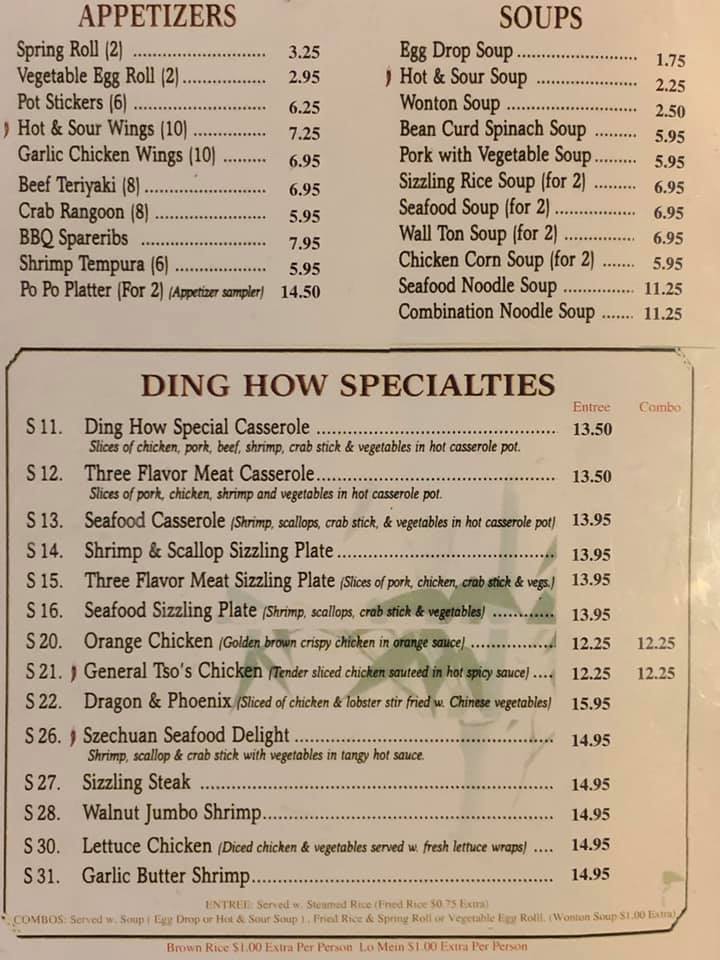 APPETIZERS
Spring Roll (2) ........................... 3.25
Vegetable Egg Roll (2)................. 2.95
Pot Stickers (6) ........................... 6.25
Hot & Sour Wings (10) ............... 7.25
Garlic Chicken Wings (10) ......... 6.95
Beef Teriyaki (8)......................... 6.95
Crab Rangoon (8) ....................... 5.95
BBQ Spareribs .......................... 7.95
Shrimp Tempura (6) ................... 5.95
Po Po Platter (For 2) (Appetizer sampler) 14.50
SOUPS
Egg Drop Soup......................... 1.75
Hot & Sour Soup .................... 2.25
Wonton Soup .......................... 2.50
Bean Curd Spinach Soup ........ 5.95
Pork with Vegetable Soup........ 5.95
Sizzling Rice Soup (for 2) ........ 6.95
Seafood Soup (for 2)................. 6.95
Wall Ton Soup (for 2) .............. 6.95
Chicken Corn Soup (for 2) ...... 5.95
Seafood Noodle Soup .............. 11.25
Combination Noodle Soup ...... 11.25
DING HOW SPECIALTIES
Entree Combo
S 11. Ding How Special Casserole ................................................ 13.50
Slices of chicken, pork, beef, shrimp, crab stick & vegetables in hot casserole pot.
S 12. Three Flavor Meat Casserole................................................ 13.50
Slices of pork, chicken, shrimp and vegetables in hot casserole pot.
S 13. Seafood Casserole (Shrimp, scallops, crab stick, & vegetables in hot casserole pot) 13.95
S 14. Shrimp & Scallop Sizzling Plate........................................... 13.95
S 15. Three Flavor Meat Sizzling Plate (Slices of pork, chicken, crab stick & vegs.) 13.95
S 16. Seafood Sizzling Plate (Shrimp, scallops, crab stick & vegetables) ............ 13.95
S 20. Orange Chicken (Golden brown crispy chicken in orange sauce) ................. 12.25 12.25
S 21. General Tso's Chicken (Tender sliced chicken sauteed in hot spicy sauce) .... 12.25 12.25
S 22. Dragon & Phoenix (Sliced of chicken & lobster stir fried w. Chinese vegetables) 15.95
S 26. Szechuan Seafood Delight .................................................... 14.95
Shrimp, scallop & crab stick with vegetables in tangy hot sauce.
S 27. Sizzling Steak ...................................................................... 14.95
S 28. Walnut Jumbo Shrimp.......................................................... 14.95
S 30. Lettuce Chicken (Diced chicken & vegetables served w. fresh lettuce wraps) .... 14.95
S 31. Garlic Butter Shrimp............................................................ 14.95
ENTREE: Served w. Steamed Rice (Fried Rice $0.75 Extra)
COMBOS: Served w. Soup ( Egg Drop or Hot & Sour Soup ) , Fried Rice & Spring Roll or Vegetable Egg Rolll. (Wonton Soup $1.00 Extra)
Brown Rice $1.00 Extra Per Person Lo Mein $1.00 Extra Per Person